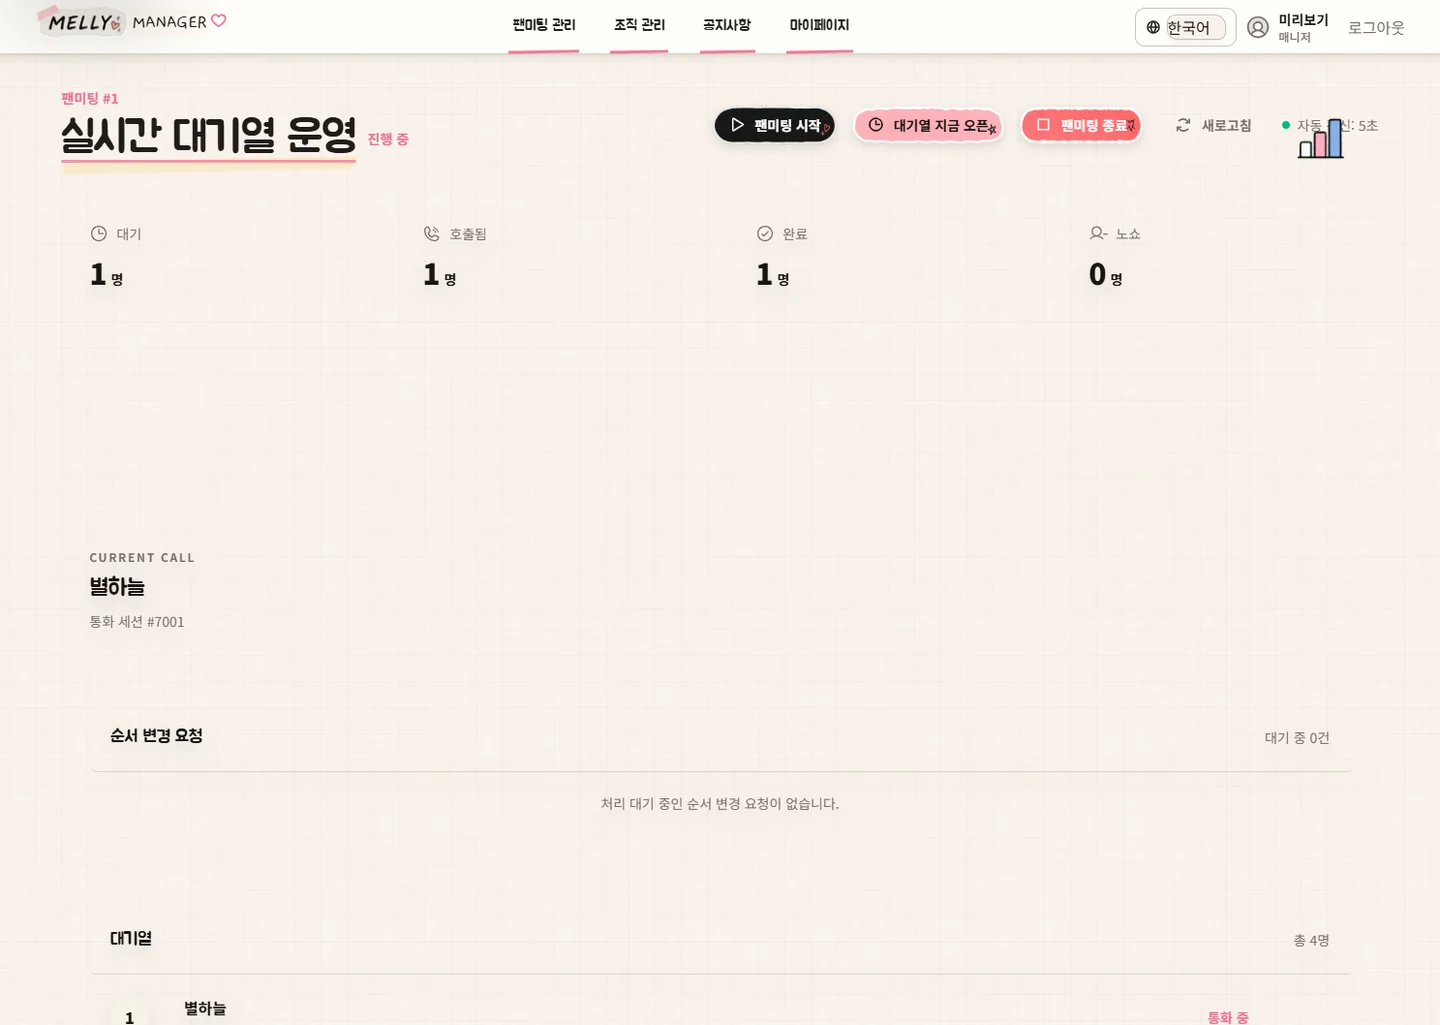 MELLY MANAGER
팬미팅 관리
조직 관리
공지사항
마이페이지
한국어
미리보기
매니저
로그아웃
팬미팅 #1
실시간 대기열 운영
진행 중
팬미팅 시작
대기열 지금 오픈
팬미팅 종료
새로고침
자동 신: 5초
대기
호출됨
완료
노쇼
1 명
1 명
1 명
0 명
CURRENT CALL
별하늘
통화 세션 #7001
순서 변경 요청
대기 중 0건
처리 대기 중인 순서 변경 요청이 없습니다.
대기열
총 4명
1
별하늘
통화 중